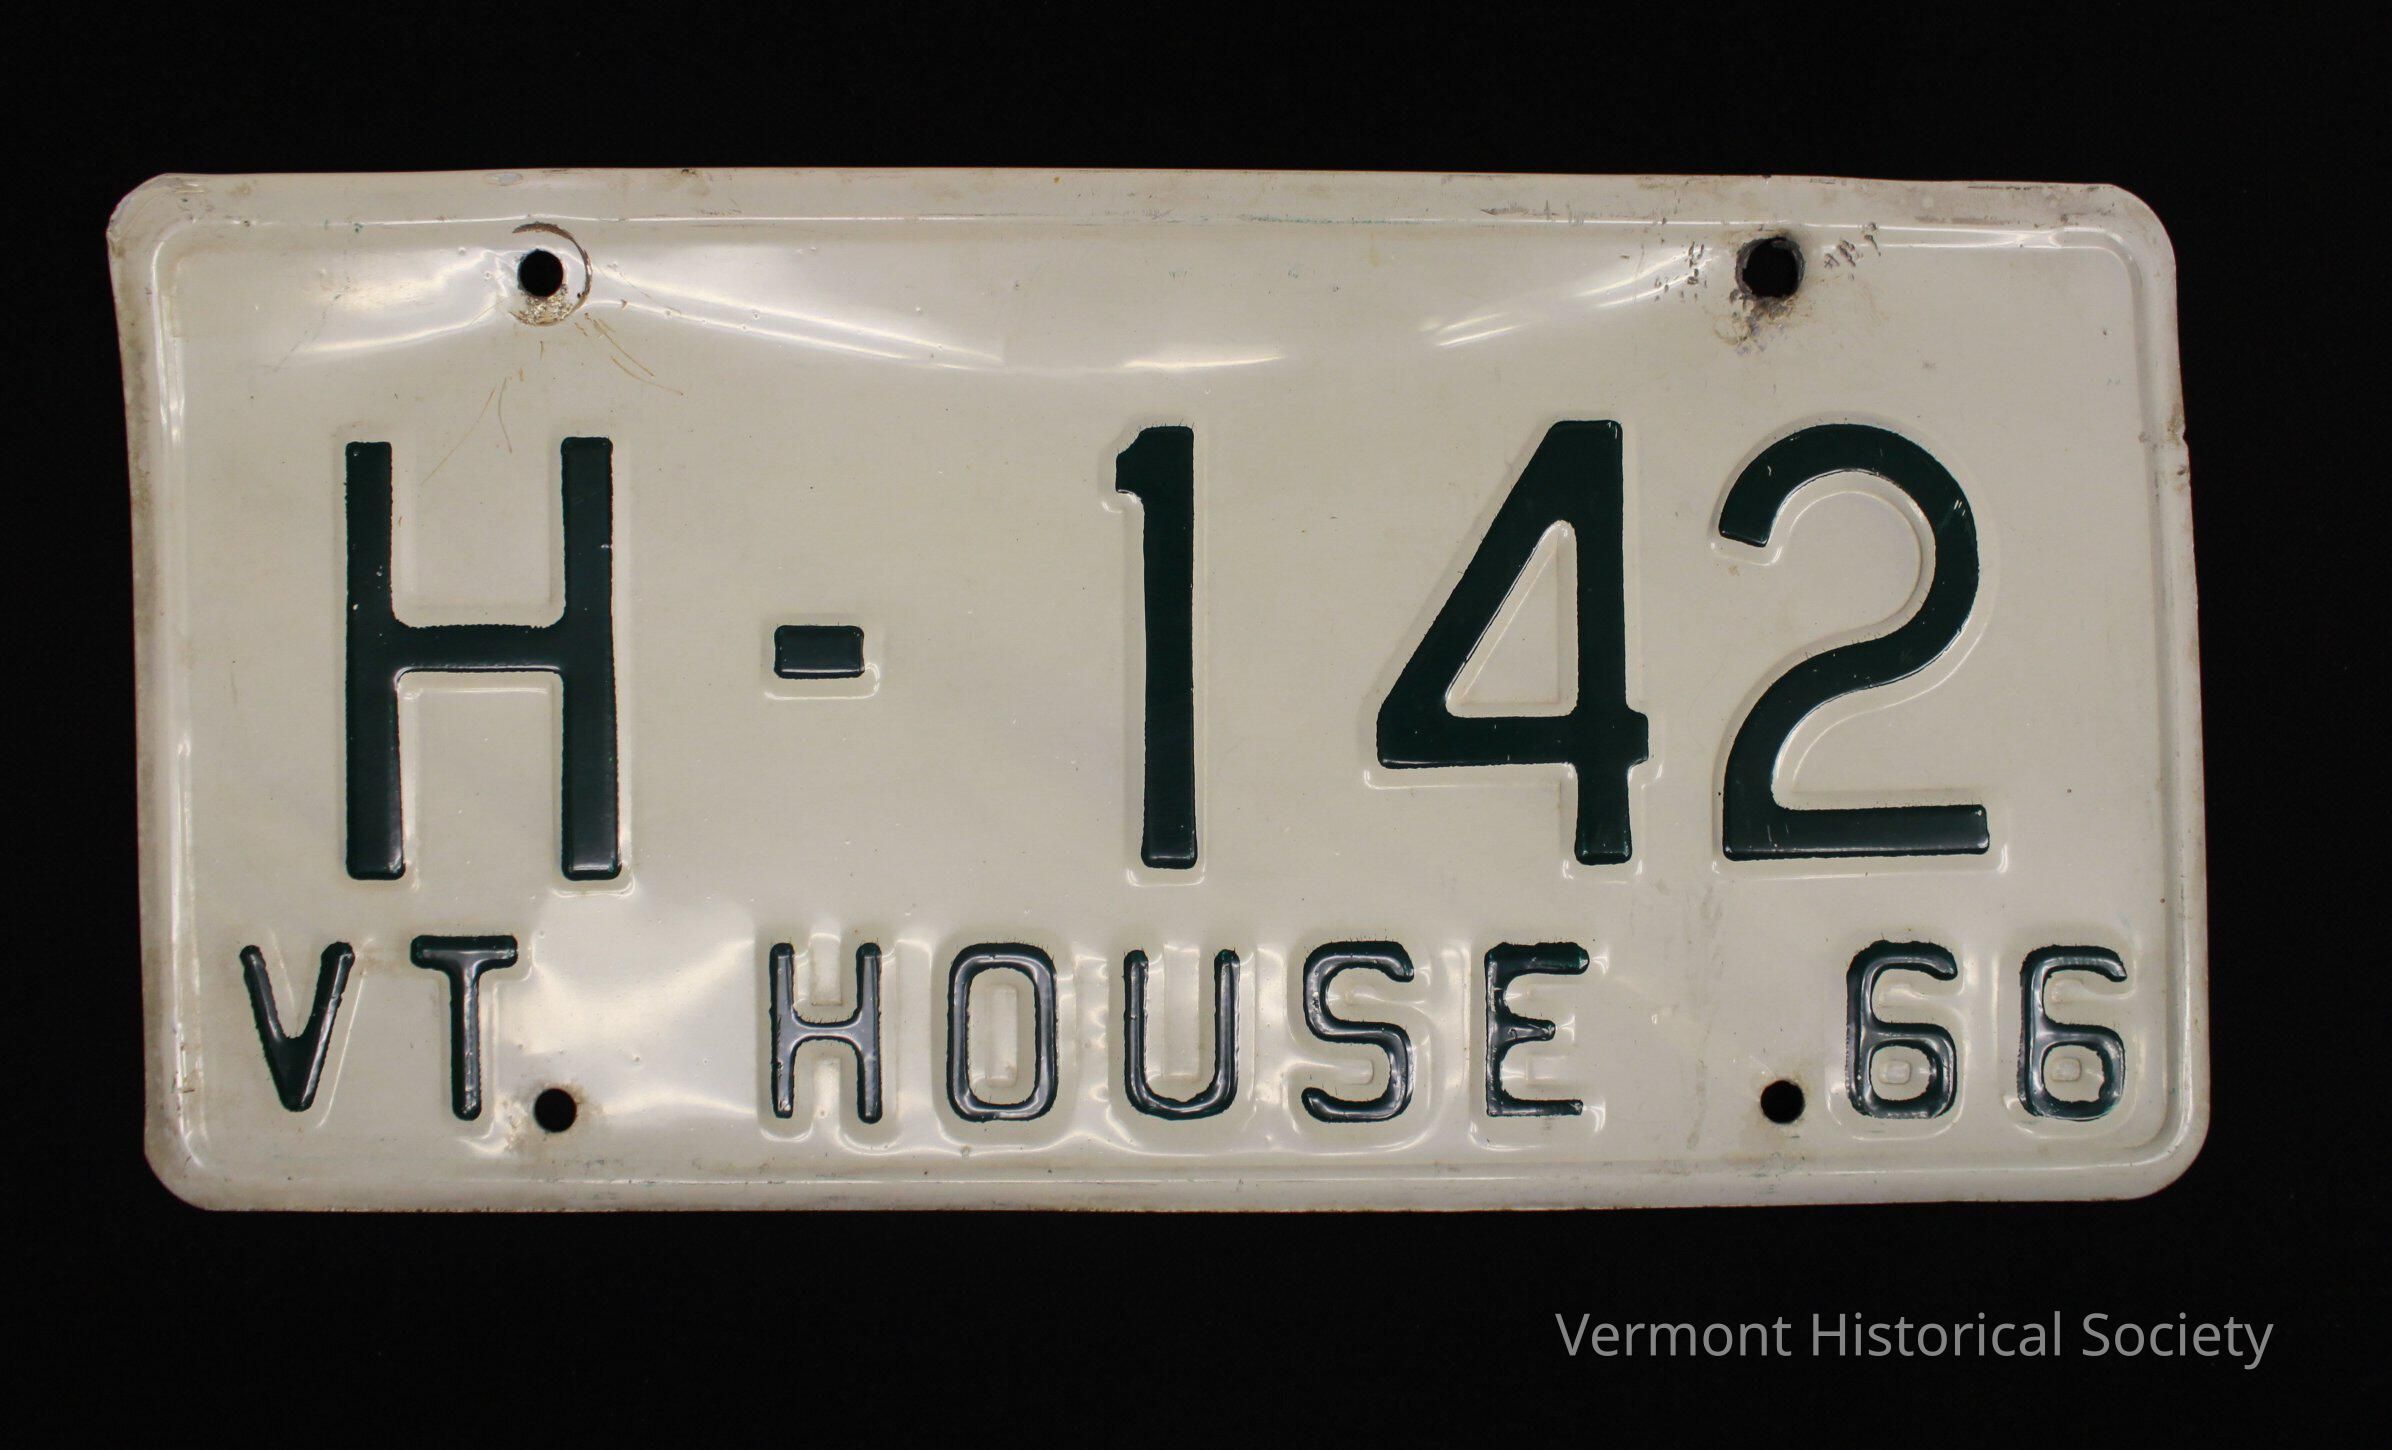 H-142
VT HOUSE 66
Vermont Historical Society